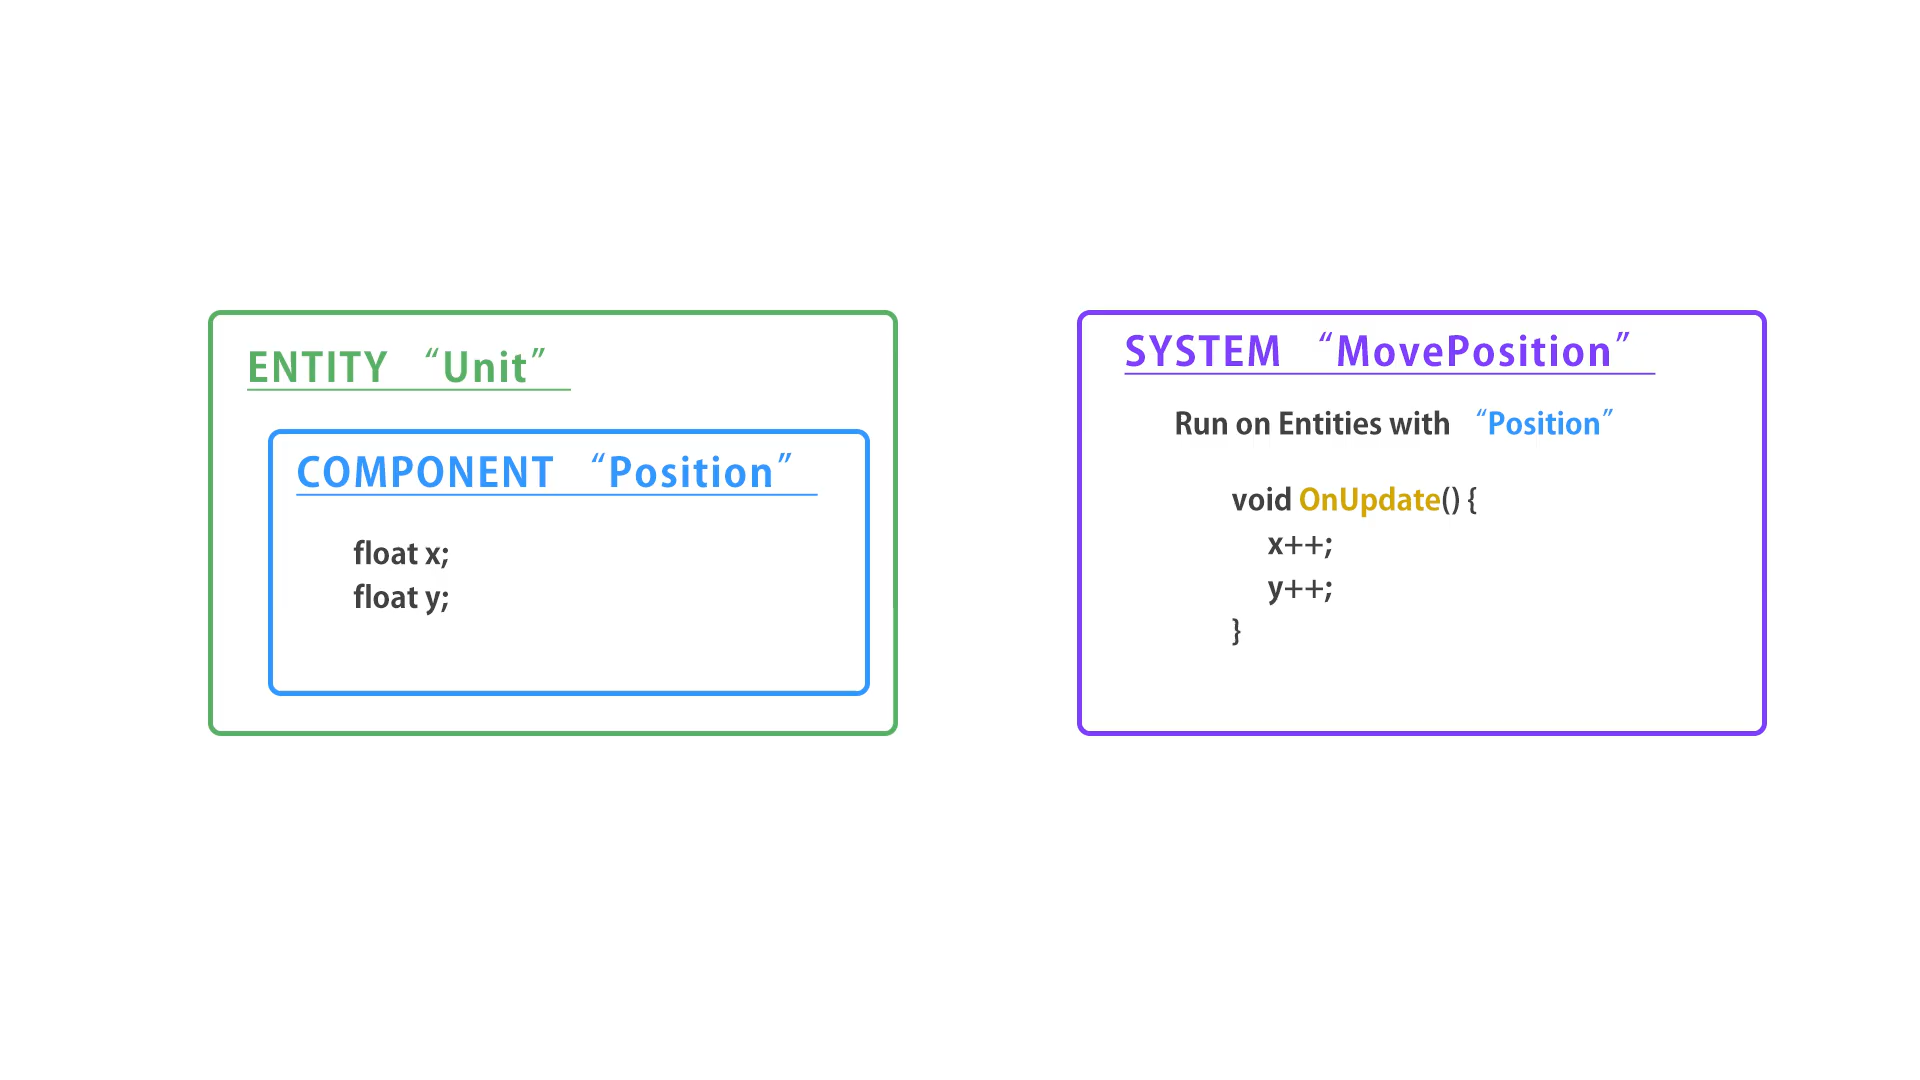 ENTITY “Unit”
COMPONENT “Position”
float x;
float y;
SYSTEM “MovePosition”
Run on Entities with “Position”
void OnUpdate() {
x++;
y++;
}